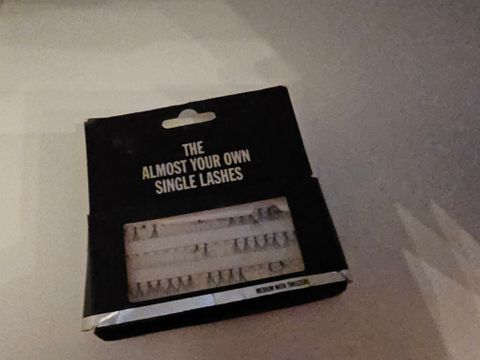 THE
ALMOST YOUR OWN
SINGLE LASHES
MEDIUM WITH TWEEZERS